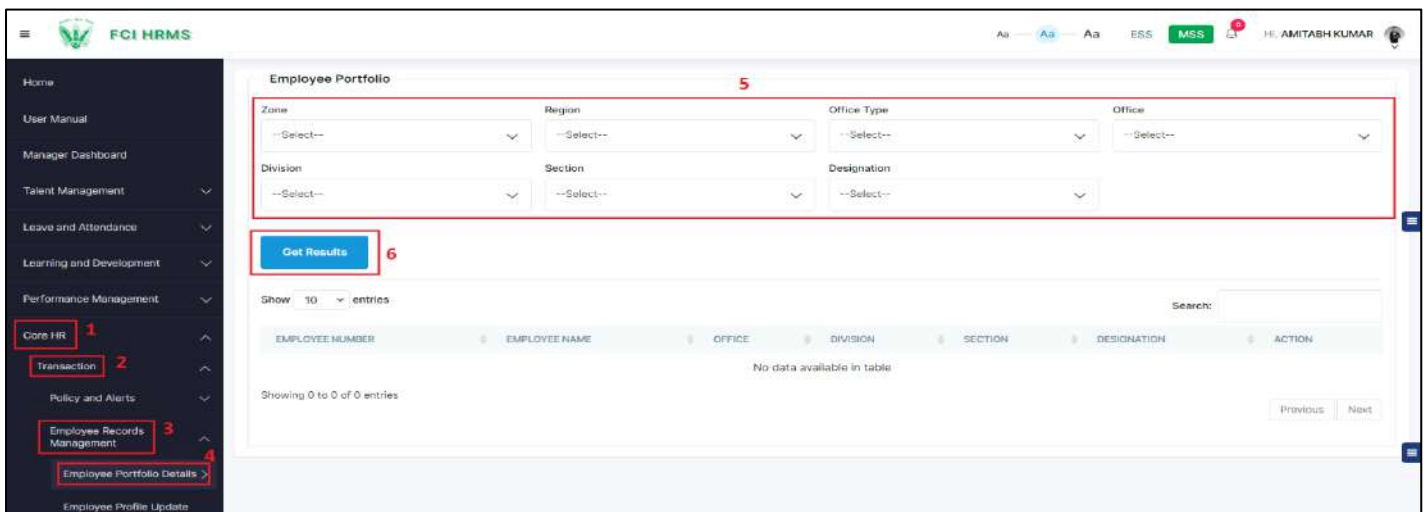 FCI HRMS
Aa Aa Aa ESS MSS 0 Hi, AMITABH KUMAR
Home
User Manual
Manager Dashboard
Talent Management
Leave and Attendance
Learning and Development
Performance Management
Core HR 1
Transaction 2
Policy and Alerts
Employee Records
Management 3
Employee Portfolio Details 4
Employee Profile Update
Employee Portfolio 5
Zone Region Office Type Office
--Select-- --Select-- --Select-- --Select--
Division Section Designation
--Select-- --Select-- --Select--
Get Results 6
Show 10 entries Search:
EMPLOYEE NUMBER EMPLOYEE NAME OFFICE DIVISION SECTION DESIGNATION ACTION
No data available in table
Showing 0 to 0 of 0 entries
Previous Next